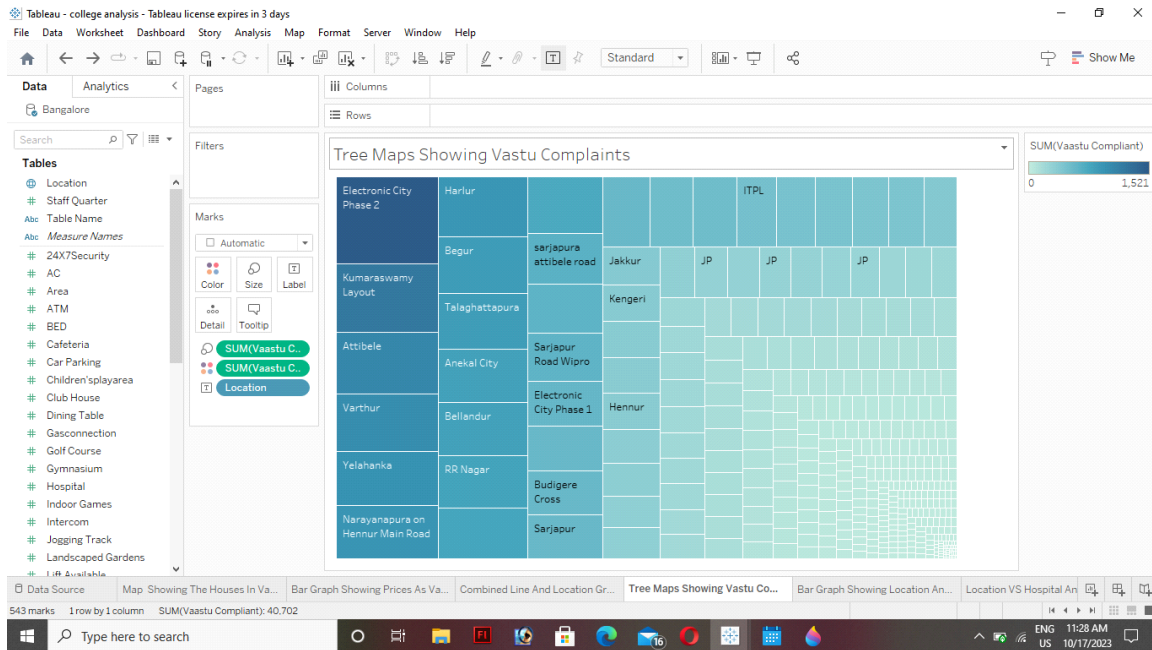 Tableau - college analysis - Tableau license expires in 3 days
File Data Worksheet Dashboard Story Analysis Map Format Server Window Help
Standard
Show Me
Data
Analytics
Bangalore
Search
Tables
Location
Staff Quarter
Abc Table Name
Abc Measure Names
24X7Security
AC
Area
ATM
BED
Cafeteria
Car Parking
Children'splayarea
Club House
Dining Table
Gasconnection
Golf Course
Gymnasium
Hospital
Indoor Games
Intercom
Jogging Track
Landscaped Gardens
Lift Available
Pages
Filters
Marks
Automatic
Color Size Label
Detail Tooltip
SUM(Vaastu C..
SUM(Vaastu C..
Location
Columns
Rows
Tree Maps Showing Vastu Complaints
Electronic City
Phase 2
Kumaraswamy
Layout
Attibele
Varthur
Yelahanka
Narayanapura on
Hennur Main Road
Harlur
Begur
Talaghattapura
Anekal City
Bellandur
RR Nagar
sarjapura
attibele road
Sarjapur
Road Wipro
Electronic
City Phase 1
Budigere
Cross
Sarjapur
Jakkur
Kengeri
Hennur
ITPL
JP
JP
JP
SUM(Vaastu Compliant)
0 1,521
Data Source
Map Showing The Houses In Va...
Bar Graph Showing Prices As Va...
Combined Line And Location Gr...
Tree Maps Showing Vastu Co...
Bar Graph Showing Location An...
Location VS Hospital An
543 marks 1 row by 1 column SUM(Vaastu Compliant): 40,702
Type here to search
Fl
16
ENG
US
11:28 AM
10/17/2023